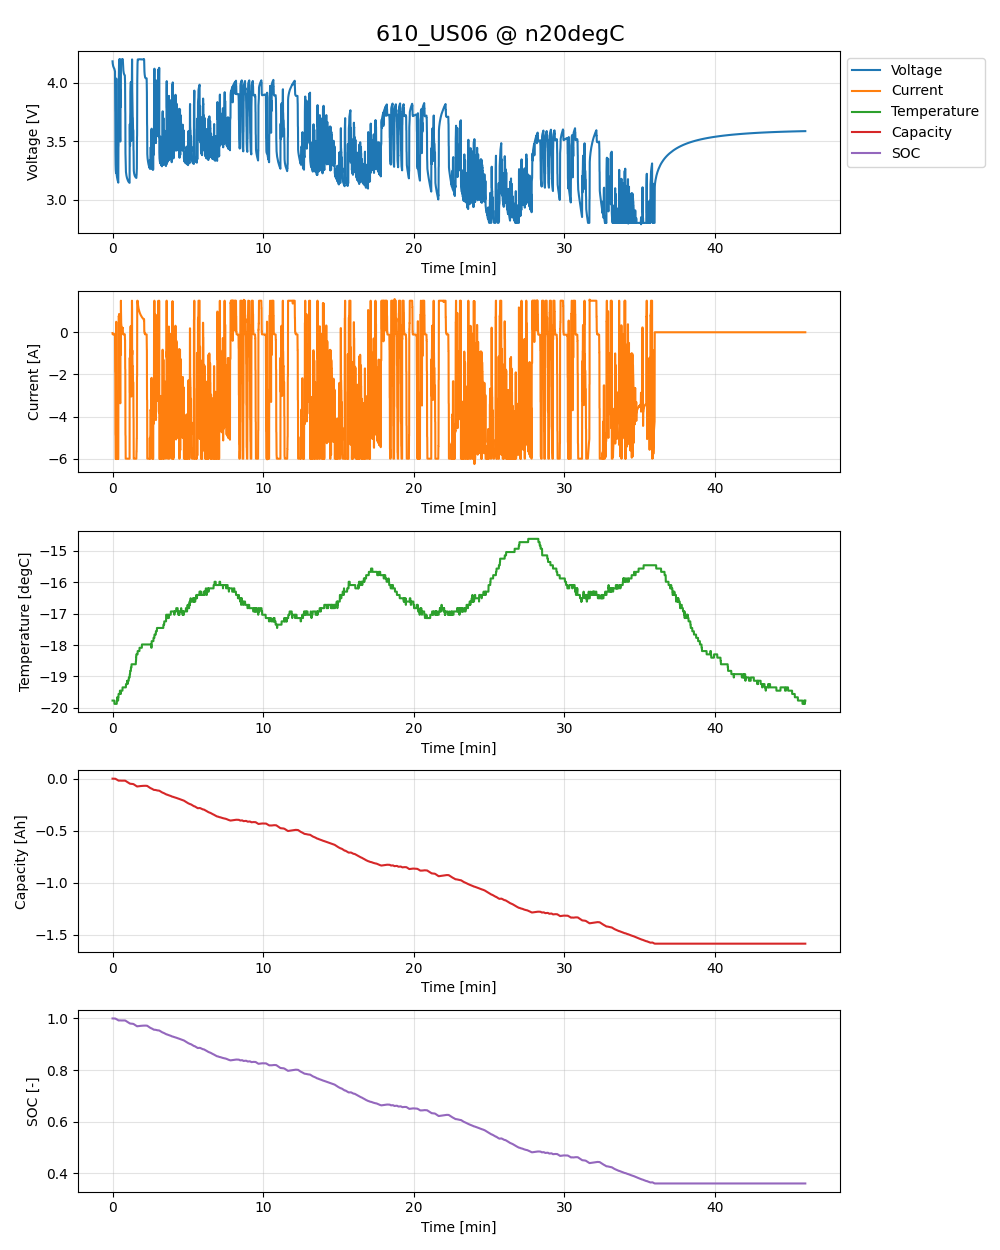 610_US06 @ n20degC
4.0
3.5
3.0
Voltage [V]
0 10 20 30 40
Time [min]
Voltage
Current
Temperature
Capacity
SOC
0
−2
−4
−6
Current [A]
0 10 20 30 40
Time [min]
−15
−16
−17
−18
−19
−20
Temperature [degC]
0 10 20 30 40
Time [min]
0.0
−0.5
−1.0
−1.5
Capacity [Ah]
0 10 20 30 40
Time [min]
1.0
0.8
0.6
0.4
SOC [-]
0 10 20 30 40
Time [min]